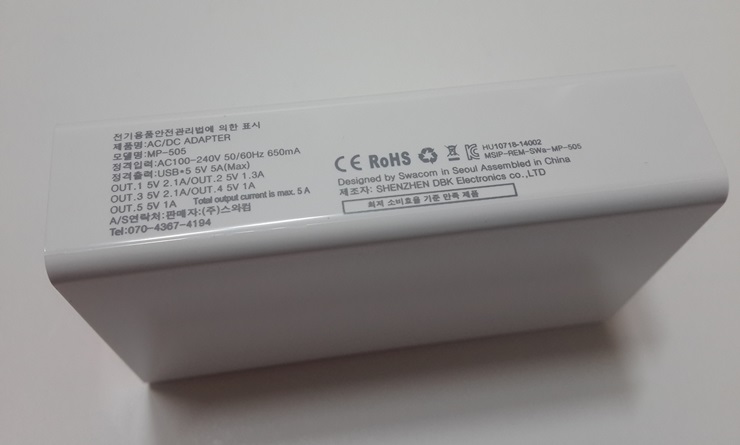 전기용품안전관리법에 의한 표시
제품명:AC/DC ADAPTER
모델명:MP-505
정격입력:AC100-240V 50/60Hz 650mA
정격출력:USB*5 5V 5A(Max)
OUT.1 5V 2.1A/OUT.2 5V 1.3A
OUT.3 5V 2.1A/OUT.4 5V 1A
OUT.5 5V 1A Total output current is max. 5 A
A/S연락처:판매자:(주)스와컴
Tel:070-4367-4194
CE RoHS
HU10718-14002
MSIP-REM-SWa-MP-505
Designed by Swacom in Seoul Assembled in China
제조자: SHENZHEN DBK Electronics co.,LTD
최저 소비효율 기준 만족 제품